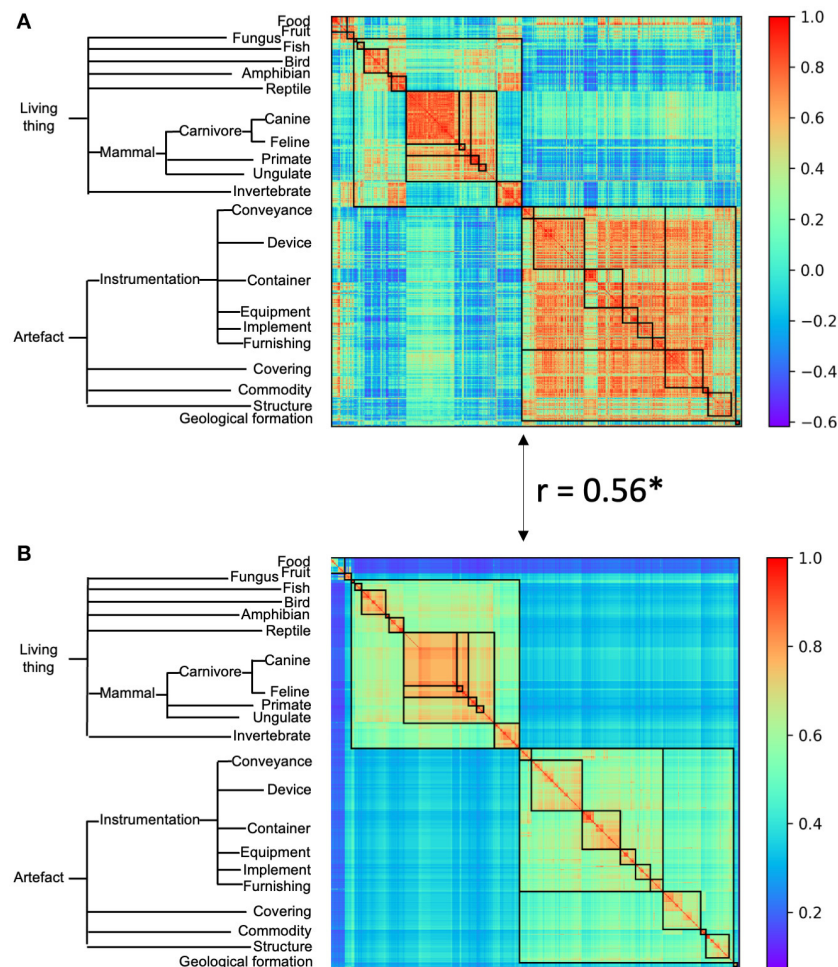 A
Food
Fruit
Fungus
Fish
Bird
Amphibian
Reptile
Living
thing
Canine
Carnivore
Feline
Mammal
Primate
Ungulate
Invertebrate
Conveyance
Device
Instrumentation
Container
Equipment
Implement
Furnishing
Artefact
Covering
Commodity
Structure
Geological formation
1.0
0.8
0.6
0.4
0.2
0.0
−0.2
−0.4
−0.6
r = 0.56*
B
Food
Fruit
Fungus
Fish
Bird
Amphibian
Reptile
Living
thing
Canine
Carnivore
Feline
Mammal
Primate
Ungulate
Invertebrate
Conveyance
Device
Instrumentation
Container
Equipment
Implement
Furnishing
Artefact
Covering
Commodity
Structure
Geological formation
1.0
0.8
0.6
0.4
0.2